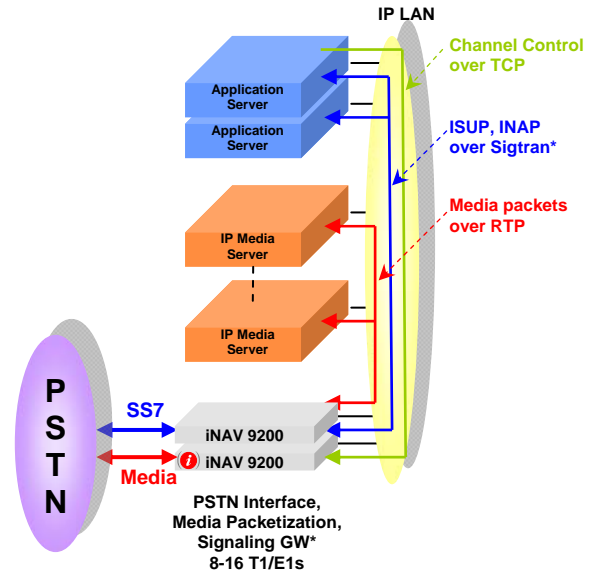 IP LAN
Channel Control
over TCP
Application
Server
Application
Server
ISUP, INAP
over Sigtran*
Media packets
over RTP
IP Media
Server
IP Media
Server
P
S
T
N
SS7
iNAV 9200
Media
i
iNAV 9200
PSTN Interface,
Media Packetization,
Signaling GW*
8-16 T1/E1s